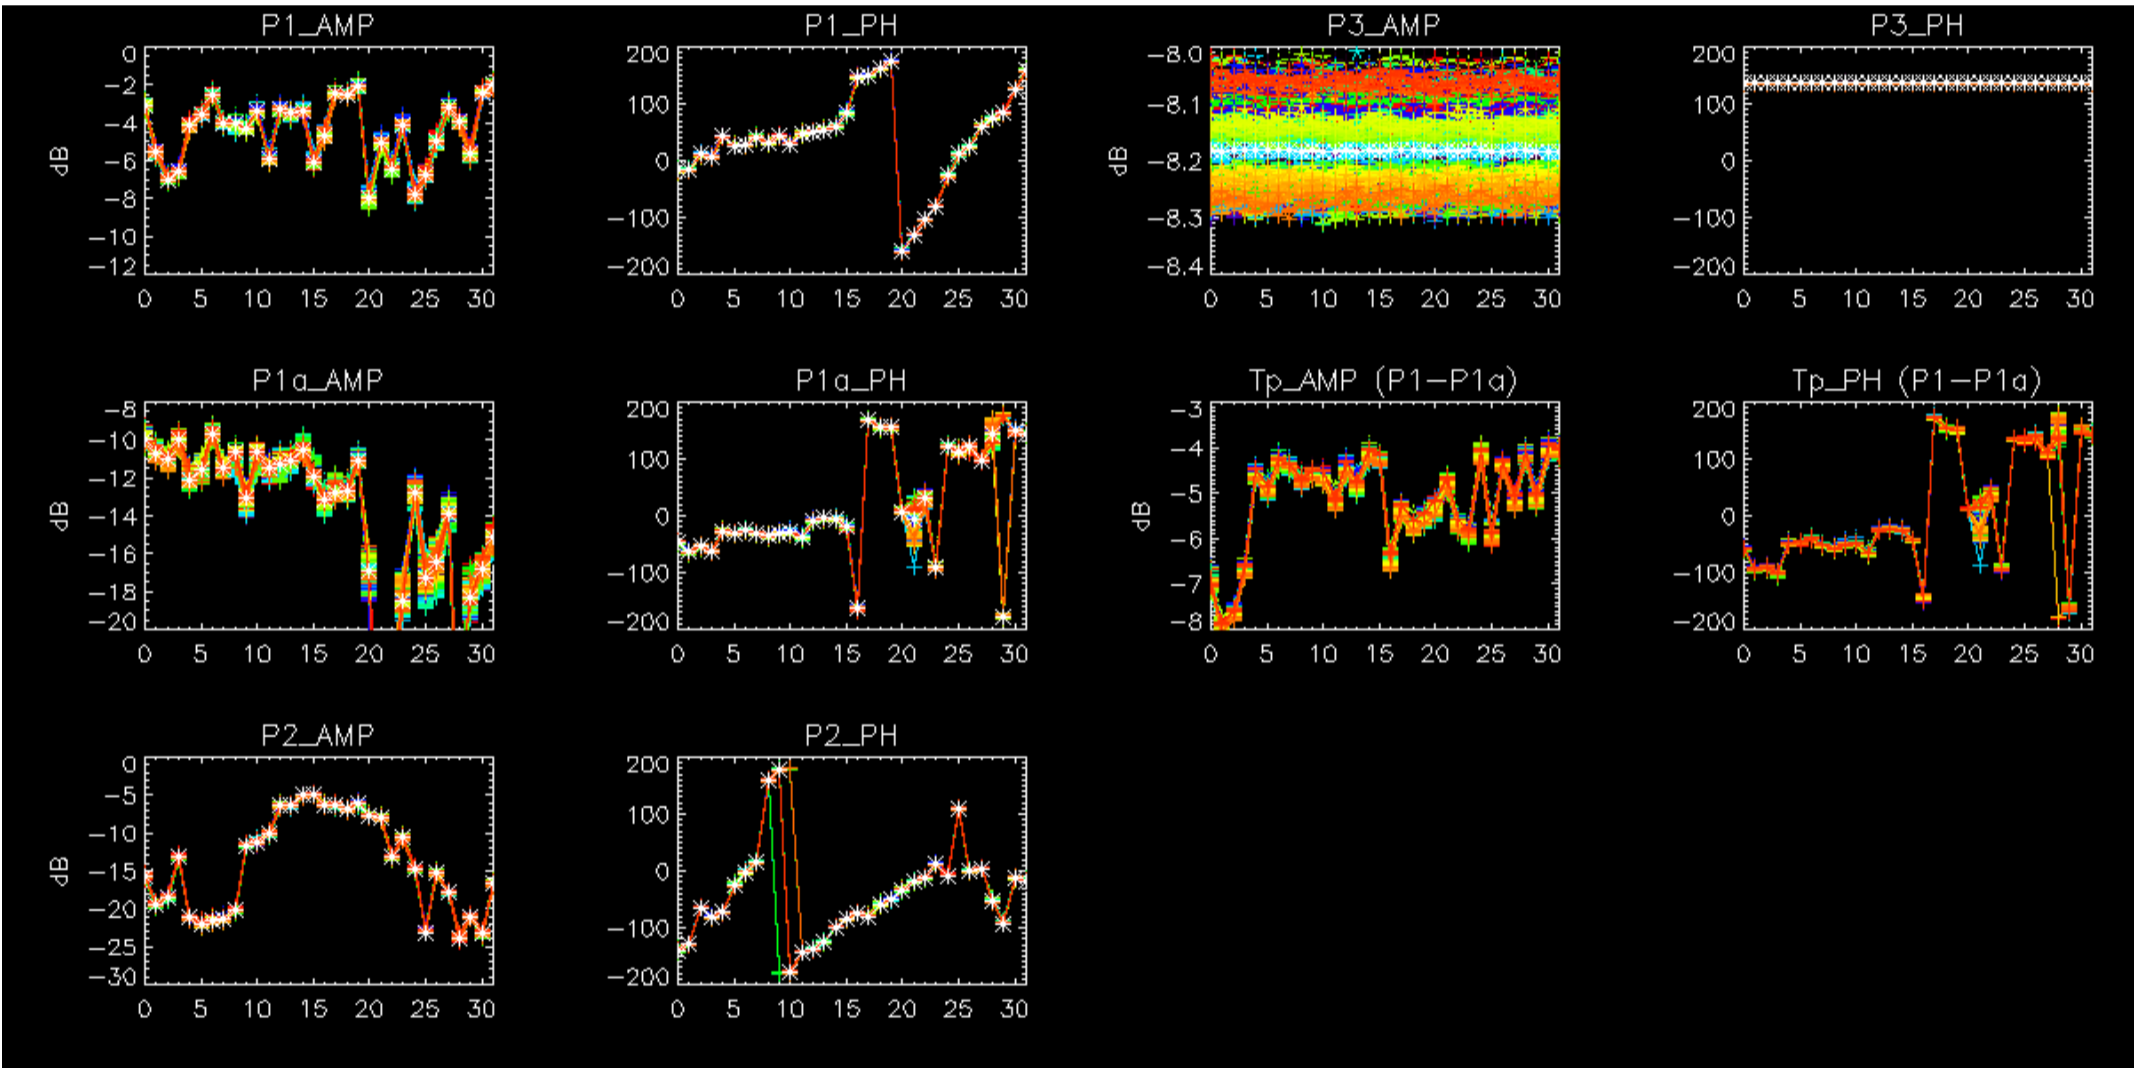 P1_AMP
0
−2
−4
−6
−8
−10
−12
dB
0 5 10 15 20 25 30
P1_PH
200
100
0
−100
−200
0 5 10 15 20 25 30
P3_AMP
−8.0
−8.1
−8.2
−8.3
−8.4
dB
0 5 10 15 20 25 30
P3_PH
200
100
0
−100
−200
0 5 10 15 20 25 30
P1a_AMP
−8
−10
−12
−14
−16
−18
−20
dB
0 5 10 15 20 25 30
P1a_PH
200
100
0
−100
−200
0 5 10 15 20 25 30
Tp_AMP (P1−P1a)
−3
−4
−5
−6
−7
−8
dB
0 5 10 15 20 25 30
Tp_PH (P1−P1a)
200
100
0
−100
−200
0 5 10 15 20 25 30
P2_AMP
0
−5
−10
−15
−20
−25
−30
dB
0 5 10 15 20 25 30
P2_PH
200
100
0
−100
−200
0 5 10 15 20 25 30